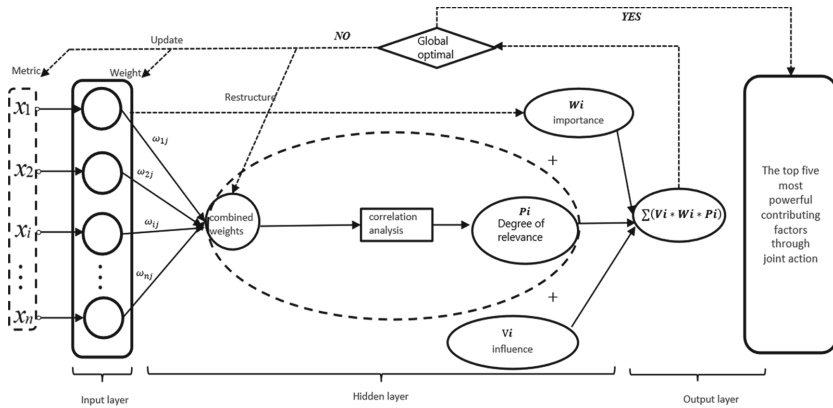 YES
Update
NO
Global
optimal
Metric
Weight
Restructure
x1
x2
xi
xn
ω1j
ω2j
ωij
ωnj
Wi
importance
+
combined
weights
correlation
analysis
Pi
Degree of
relevance
∑(Vi * Wi * Pi)
+
Vi
influence
The top five
most
powerful
contributing
factors
through
joint action
Input layer
Hidden layer
Output layer